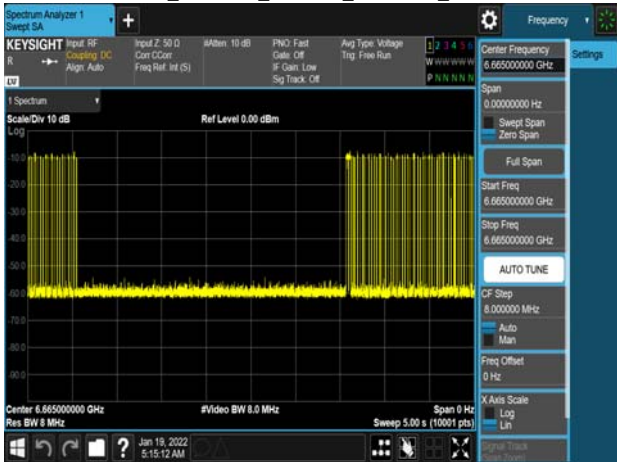 Spectrum Analyzer 1
Swept SA
Frequency
KEYSIGHT Input: RF Input Z: 50 Ω #Atten: 10 dB PNO: Fast Avg Type: Voltage 1 2 3 4 5 6
R Coupling: DC Corr CCorr Gate: Off Trig: Free Run W W W W W W
Align: Auto Freq Ref: Int (S) IF Gain: Low
Sig Track: Off P N N N N N
LXI
Center Frequency
6.665000000 GHz
Settings
Span
0.00000000 Hz
Swept Span
Zero Span
Full Span
Start Freq
6.665000000 GHz
Stop Freq
6.665000000 GHz
AUTO TUNE
CF Step
8.000000 MHz
Auto
Man
Freq Offset
0 Hz
X Axis Scale
Log
Lin
Signal Track
(Span Zoom)
1 Spectrum
Scale/Div 10 dB Ref Level 0.00 dBm
Log
-10.0
-20.0
-30.0
-40.0
-50.0
-60.0
-70.0
-80.0
-90.0
Center 6.665000000 GHz #Video BW 8.0 MHz Span 0 Hz
Res BW 8 MHz Sweep 5.00 s (10001 pts)
? Jan 19, 2022
5:15:12 AM